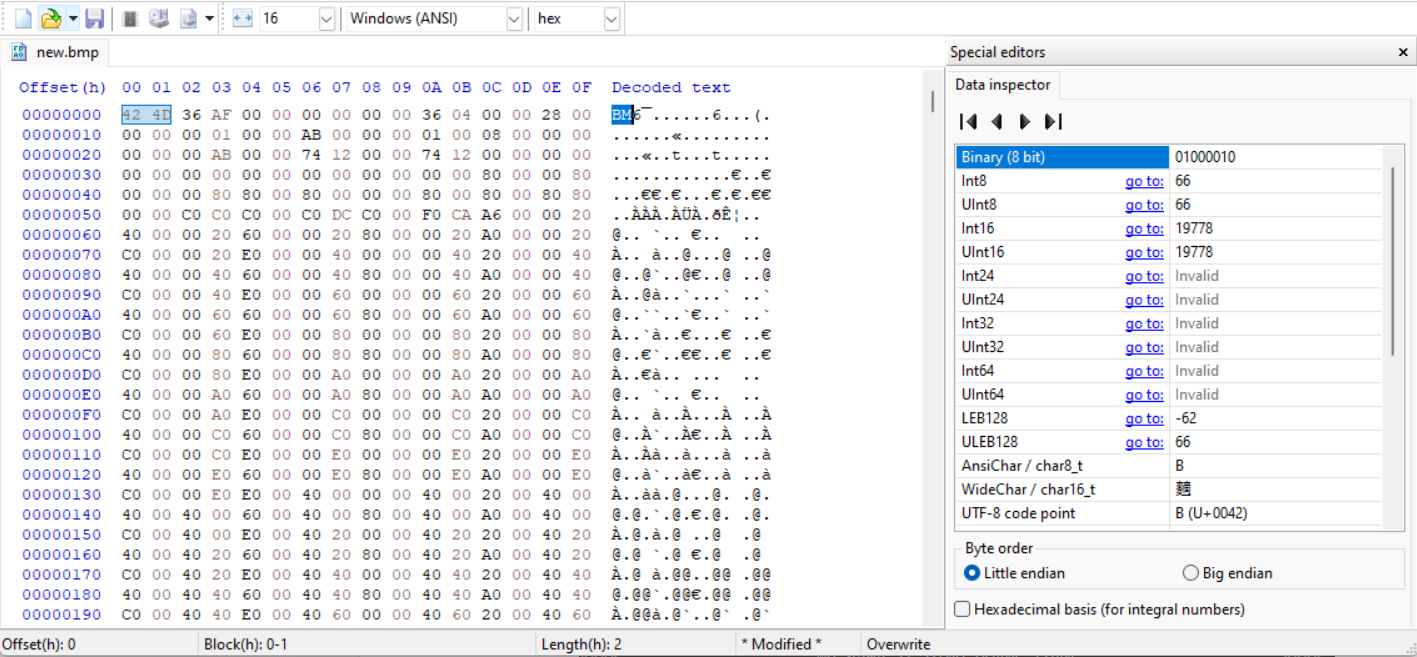 16 Windows (ANSI) hex
new.bmp
Special editors
Offset(h) 00 01 02 03 04 05 06 07 08 09 0A 0B 0C 0D 0E 0F Decoded text
00000000 42 4D 36 AF 00 00 00 00 00 00 36 04 00 00 28 00 BM6¯......6...(.
00000010 00 00 00 01 00 00 AB 00 00 00 01 00 08 00 00 00 ......«.........
00000020 00 00 00 AB 00 00 74 12 00 00 74 12 00 00 00 00 ...«..t...t.....
00000030 00 00 00 00 00 00 00 00 00 00 00 00 80 00 00 80 ............€..€
00000040 00 00 00 80 80 00 80 00 00 00 80 00 80 00 80 80 ...€€.€...€.€.€€
00000050 00 00 C0 C0 C0 00 C0 DC C0 00 F0 CA A6 00 00 20 ..ÀÀÀ.ÀÜÀ.ðÊ¦..
00000060 40 00 00 20 60 00 00 20 80 00 00 20 A0 00 00 20 @.. `.. €.. ..
00000070 C0 00 00 20 E0 00 00 40 00 00 00 40 20 00 00 40 À.. à..@...@ ..@
00000080 40 00 00 40 60 00 00 40 80 00 00 40 A0 00 00 40 @..@`..@€..@ ..@
00000090 C0 00 00 40 E0 00 00 60 00 00 00 60 20 00 00 60 À..@à..`...` ..`
000000A0 40 00 00 60 60 00 00 60 80 00 00 60 A0 00 00 60 @..``..`€..` ..`
000000B0 C0 00 00 60 E0 00 00 80 00 00 00 80 20 00 00 80 À..`à..€...€ ..€
000000C0 40 00 00 80 60 00 00 80 80 00 00 80 A0 00 00 80 @..€`..€€..€ ..€
000000D0 C0 00 00 80 E0 00 00 A0 00 00 00 A0 20 00 00 A0 À..€à.. ... ..
000000E0 40 00 00 A0 60 00 00 A0 80 00 00 A0 A0 00 00 A0 @.. `.. €.. ..
000000F0 C0 00 00 A0 E0 00 00 C0 00 00 00 C0 20 00 00 C0 À.. à..À...À ..À
00000100 40 00 00 C0 60 00 00 C0 80 00 00 C0 A0 00 00 C0 @..À`..À€..À ..À
00000110 C0 00 00 C0 E0 00 00 E0 00 00 00 E0 20 00 00 E0 À..Àà..à...à ..à
00000120 40 00 00 E0 60 00 00 E0 80 00 00 E0 A0 00 00 E0 @..à`..à€..à ..à
00000130 C0 00 00 E0 E0 00 40 00 00 00 40 00 20 00 40 00 À..àà.@...@. .@.
00000140 40 00 40 00 60 00 40 00 80 00 40 00 A0 00 40 00 @.@.`.@.€.@. .@.
00000150 C0 00 40 00 E0 00 40 20 00 00 40 20 20 00 40 20 À.@.à.@ ..@  .@
00000160 40 00 40 20 60 00 40 20 80 00 40 20 A0 00 40 20 @.@ `.@ €.@  .@
00000170 C0 00 40 20 E0 00 40 40 00 00 40 40 20 00 40 40 À.@ à.@@..@@ .@@
00000180 40 00 40 40 60 00 40 40 80 00 40 40 A0 00 40 40 @.@@`.@@€.@@ .@@
00000190 C0 00 40 40 E0 00 40 60 00 00 40 60 20 00 40 60 À.@@à.@`..@` .@`
Data inspector
Binary (8 bit) 01000010
Int8 go to: 66
UInt8 go to: 66
Int16 go to: 19778
UInt16 go to: 19778
Int24 go to: Invalid
UInt24 go to: Invalid
Int32 go to: Invalid
UInt32 go to: Invalid
Int64 go to: Invalid
UInt64 go to: Invalid
LEB128 go to: -62
ULEB128 go to: 66
AnsiChar / char8_t B
WideChar / char16_t 䵂
UTF-8 code point B (U+0042)
Byte order
Little endian Big endian
Hexadecimal basis (for integral numbers)
Offset(h): 0 Block(h): 0-1 Length(h): 2 * Modified * Overwrite